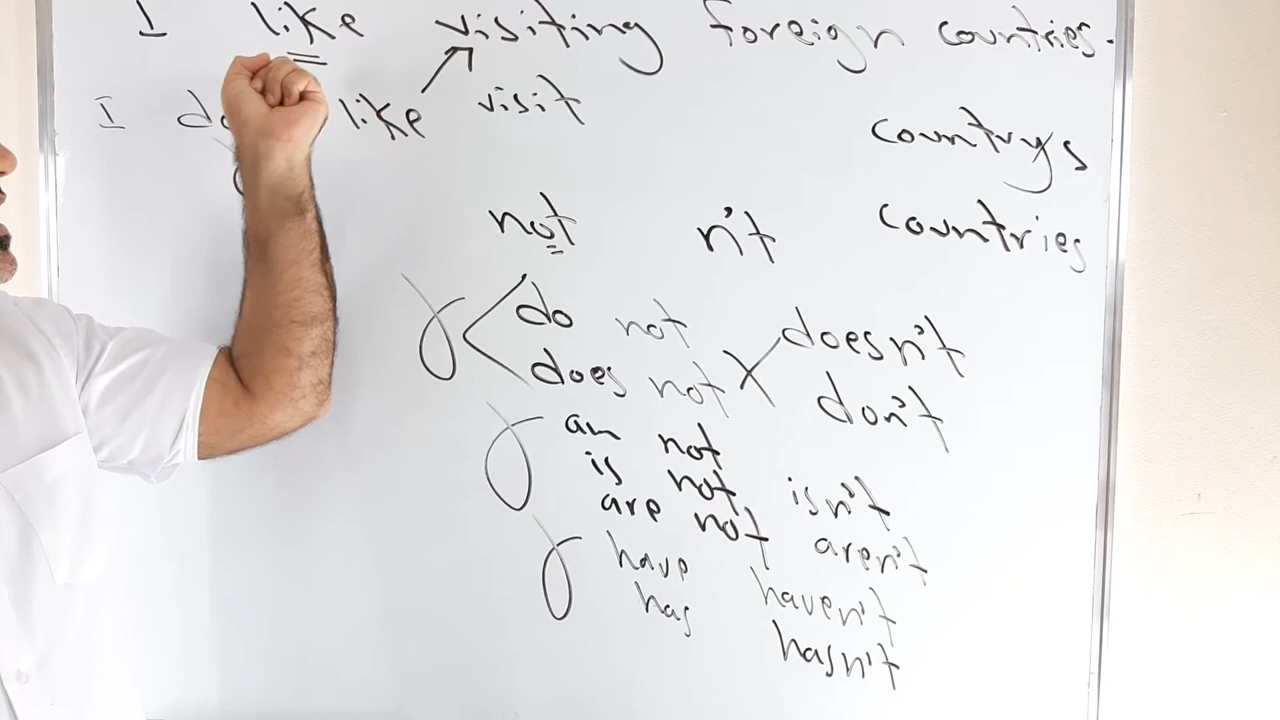 I like visiting foreign countries.
I do like visit
countrys
not n't countries
do not doesn't
does not don't
am not
is not isn't
are not aren't
have haven't
has hasn't